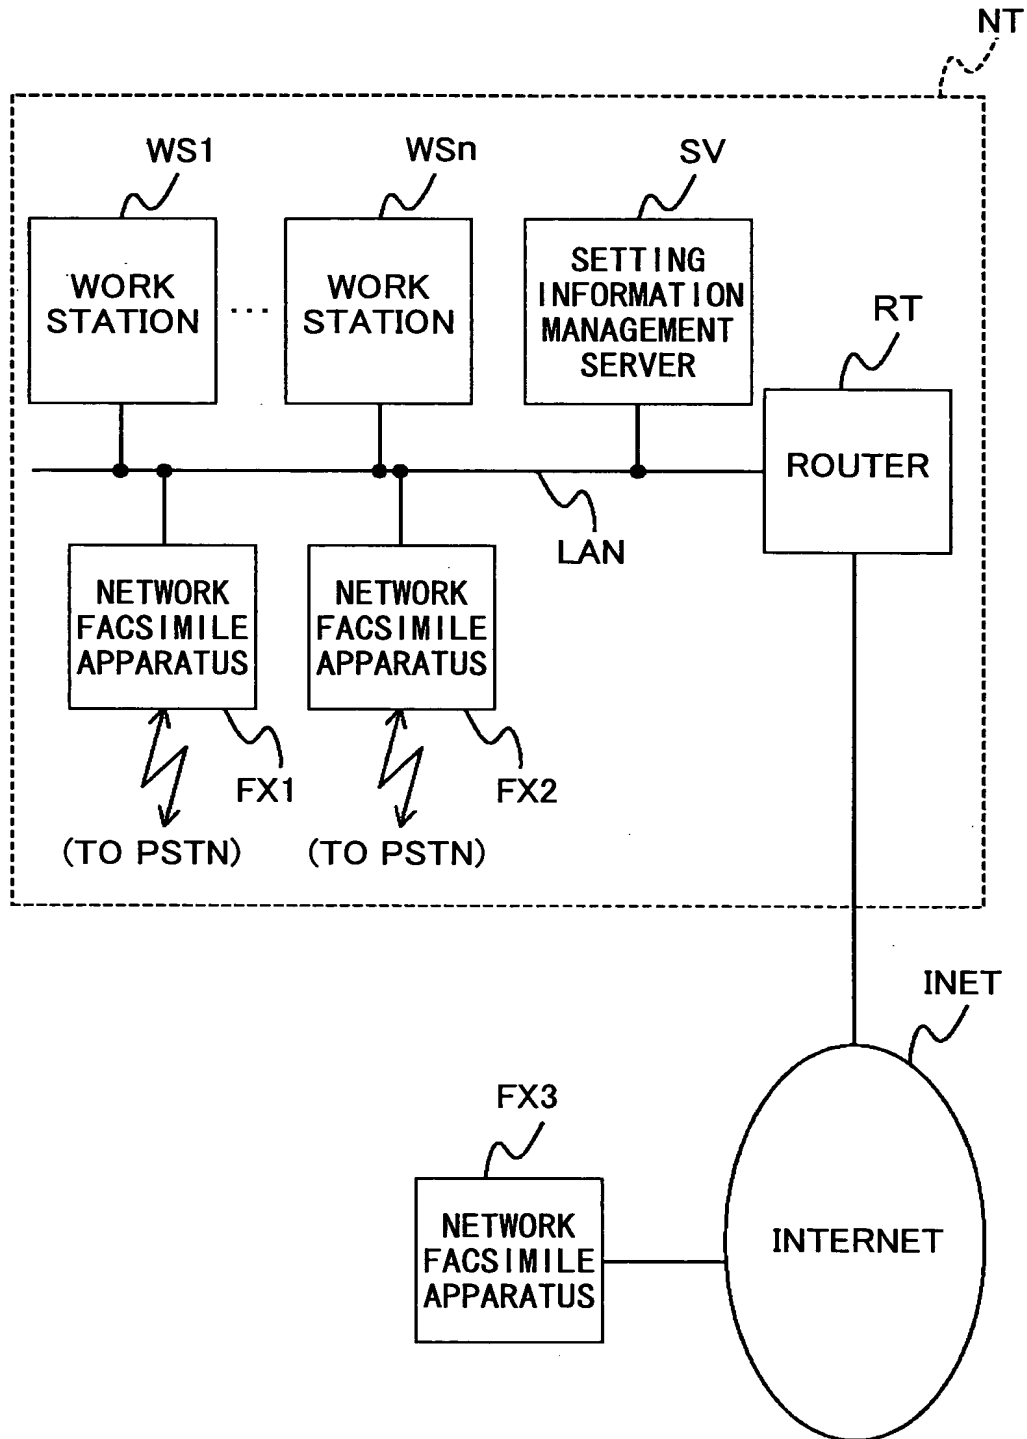 NT
WS1
WSn
SV
WORK
STATION
...
WORK
STATION
SETTING
INFORMATION
MANAGEMENT
SERVER
RT
ROUTER
LAN
NETWORK
FACSIMILE
APPARATUS
NETWORK
FACSIMILE
APPARATUS
FX1
FX2
(TO PSTN)
(TO PSTN)
INET
FX3
NETWORK
FACSIMILE
APPARATUS
INTERNET